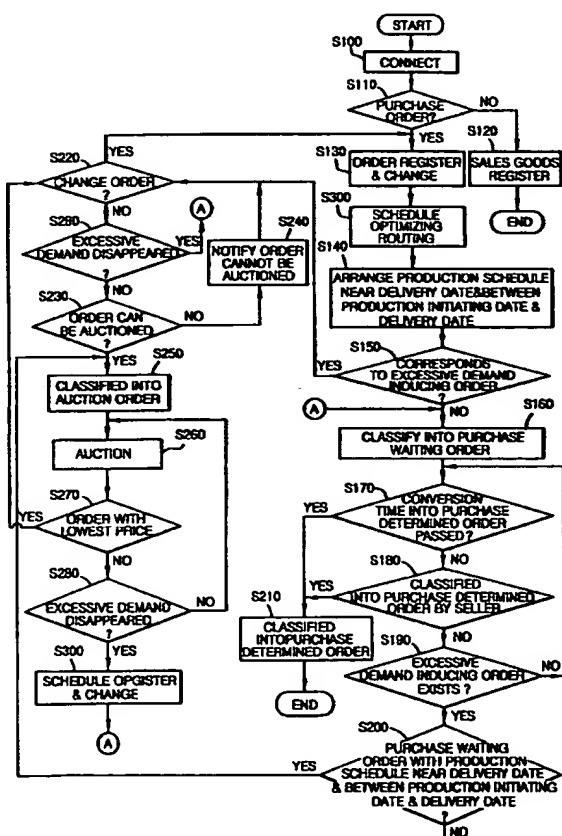 START
S100
CONNECT
S110
PURCHASE
ORDER?
NO
YES
S120
SALES GOODS
REGISTER
END
S130
ORDER REGISTER
& CHANGE
S300
SCHEDULE
OPTIMIZING
ROUTING
S140
ARRANGE PRODUCTION SCHEDULE
NEAR DELIVERY DATE&BETWEEN
PRODUCTION INITIATING DATE &
DELIVERY DATE
S150
CORRESPONDS
TO EXCESSIVE DEMAND
INDUCING ORDER
?
YES
NO
A
S160
CLASSIFY INTO PURCHASE
WAITING ORDER
S170
CONVERSION
TIME INTO PURCHASE
DETERMINED ORDER
PASSED?
YES
NO
S180
CLASSIFIED
INTO PURCHASE DETERMINED
ORDER BY SELLER
YES
NO
S210
CLASSIFIED
INTOPURCHASE
DETERMINED ORDER
END
S190
EXCESSIVE
DEMAND INDUCING ORDER
EXISTS ?
NO
YES
S200
PURCHASE WAITING
ORDER WITH PRODUCTION
SCHEDULE NEAR DELIVERY DATE
& BETWEEN PRODUCTION INITIATING
DATE & DELIVERY DATE
?
YES
NO
S220
YES
CHANGE ORDER
?
NO
S280
EXCESSIVE
DEMAND DISAPPEARED
?
YES
A
NO
S230
ORDER CAN
BE AUCTIONED
?
NO
YES
S240
NOTIFY ORDER
CANNOT BE
AUCTIONED
S250
CLASSIFIED INTO
AUCTION ORDER
S260
AUCTION
S270
ORDER WITH
LOWEST PRICE
YES
NO
S280
EXCESSIVE DEMAND
DISAPPEARED
?
NO
YES
S300
SCHEDULE OPGISTER
& CHANGE
A